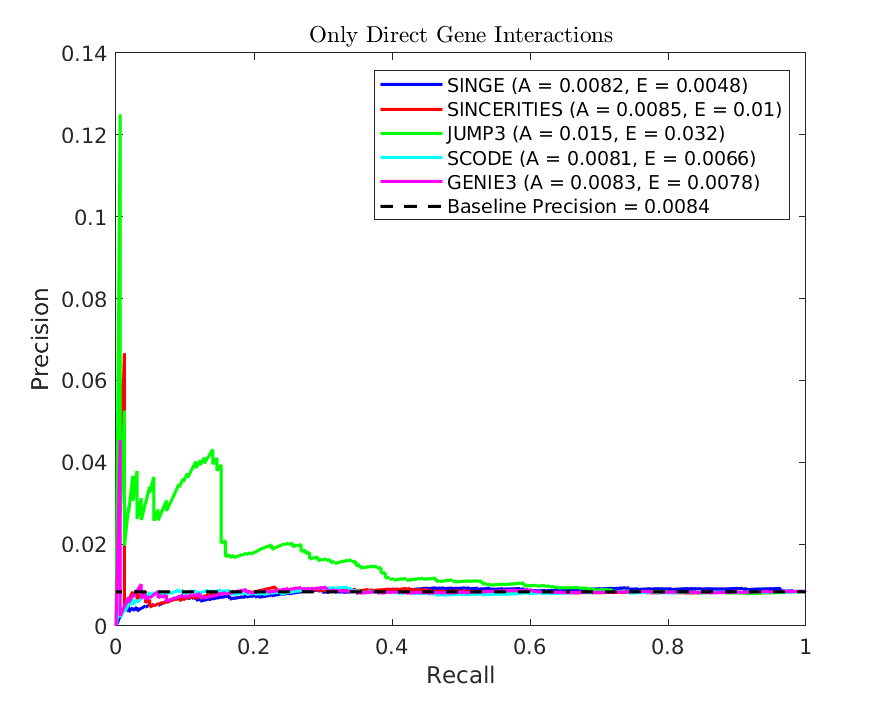 Only Direct Gene Interactions
0.14
0.12
0.1
0.08
0.06
0.04
0.02
0
Precision
SINGE (A = 0.0082, E = 0.0048)
SINCERITIES (A = 0.0085, E = 0.01)
JUMP3 (A = 0.015, E = 0.032)
SCODE (A = 0.0081, E = 0.0066)
GENIE3 (A = 0.0083, E = 0.0078)
Baseline Precision = 0.0084
0 0.2 0.4 0.6 0.8 1
Recall